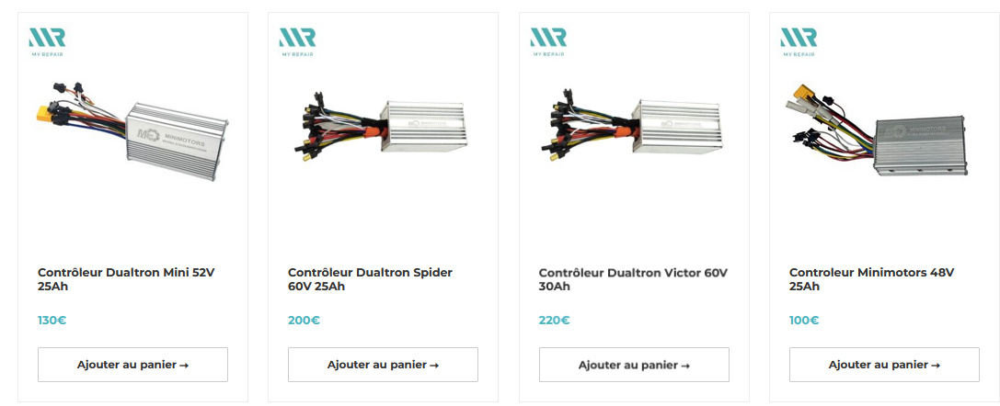 MY REPAIR
MY REPAIR
MY REPAIR
MY REPAIR
MINIMOTORS
MINIMOTORS
MINIMOTORS
Contrôleur Dualtron Mini 52V
25Ah
130€
Ajouter au panier →
Contrôleur Dualtron Spider
60V 25Ah
200€
Ajouter au panier →
Contrôleur Dualtron Victor 60V
30Ah
220€
Ajouter au panier →
Controleur Minimotors 48V
25Ah
100€
Ajouter au panier →